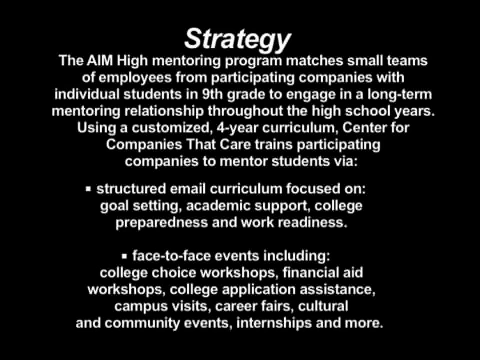 Strategy
The AIM High mentoring program matches small teams
of employees from participating companies with
individual students in 9th grade to engage in a long-term
mentoring relationship throughout the high school years.
Using a customized, 4-year curriculum, Center for
Companies That Care trains participating
companies to mentor students via:
▪ structured email curriculum focused on:
goal setting, academic support, college
preparedness and work readiness.
▪ face-to-face events including:
college choice workshops, financial aid
workshops, college application assistance,
campus visits, career fairs, cultural
and community events, internships and more.